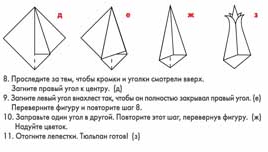 д
е
ж
з
8. Проследите за тем, чтобы кромки и уголки смотрели вверх.
Загните правый угол к центру. (д)
9. Загните левый угол внахлест так, чтобы он полностью закрывал правый угол. (е)
Переверните фигуру и повторите шаг 8.
10. Заправьте один угол в другой. Повторите этот шаг, перевернув фигуру. (ж)
Надуйте цветок.
11. Отогните лепестки. Тюльпан готов! (з)